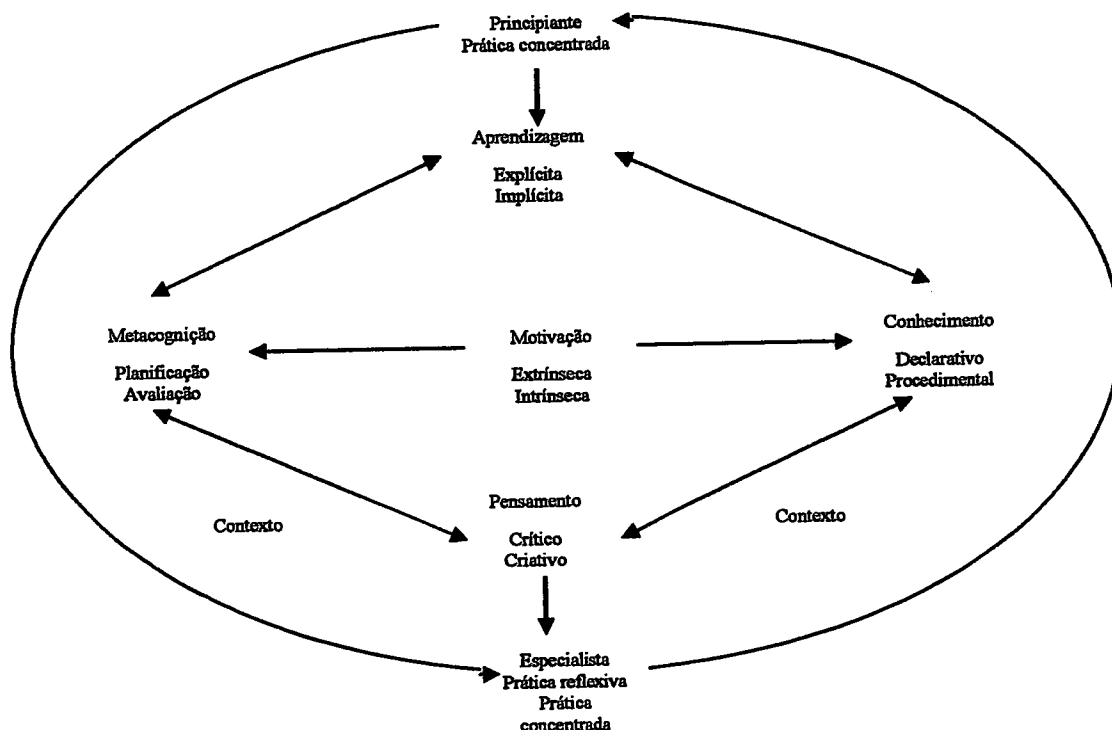 Principiante
Prática concentrada
Aprendizagem
Explícita
Implícita
Metacognição
Planificação
Avaliação
Motivação
Extrínseca
Intrínseca
Conhecimento
Declarativo
Procedimental
Pensamento
Crítico
Criativo
Contexto
Contexto
Especialista
Prática reflexiva
Prática
concentrada